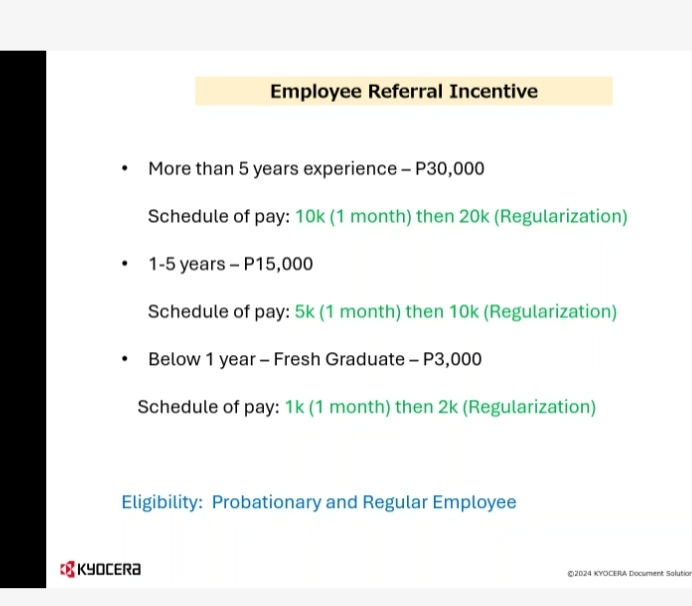 Employee Referral Incentive
• More than 5 years experience – P30,000
Schedule of pay: 10k (1 month) then 20k (Regularization)
• 1-5 years – P15,000
Schedule of pay: 5k (1 month) then 10k (Regularization)
• Below 1 year – Fresh Graduate – P3,000
Schedule of pay: 1k (1 month) then 2k (Regularization)
Eligibility: Probationary and Regular Employee
KYOCERA
©2024 KYOCERA Document Solution